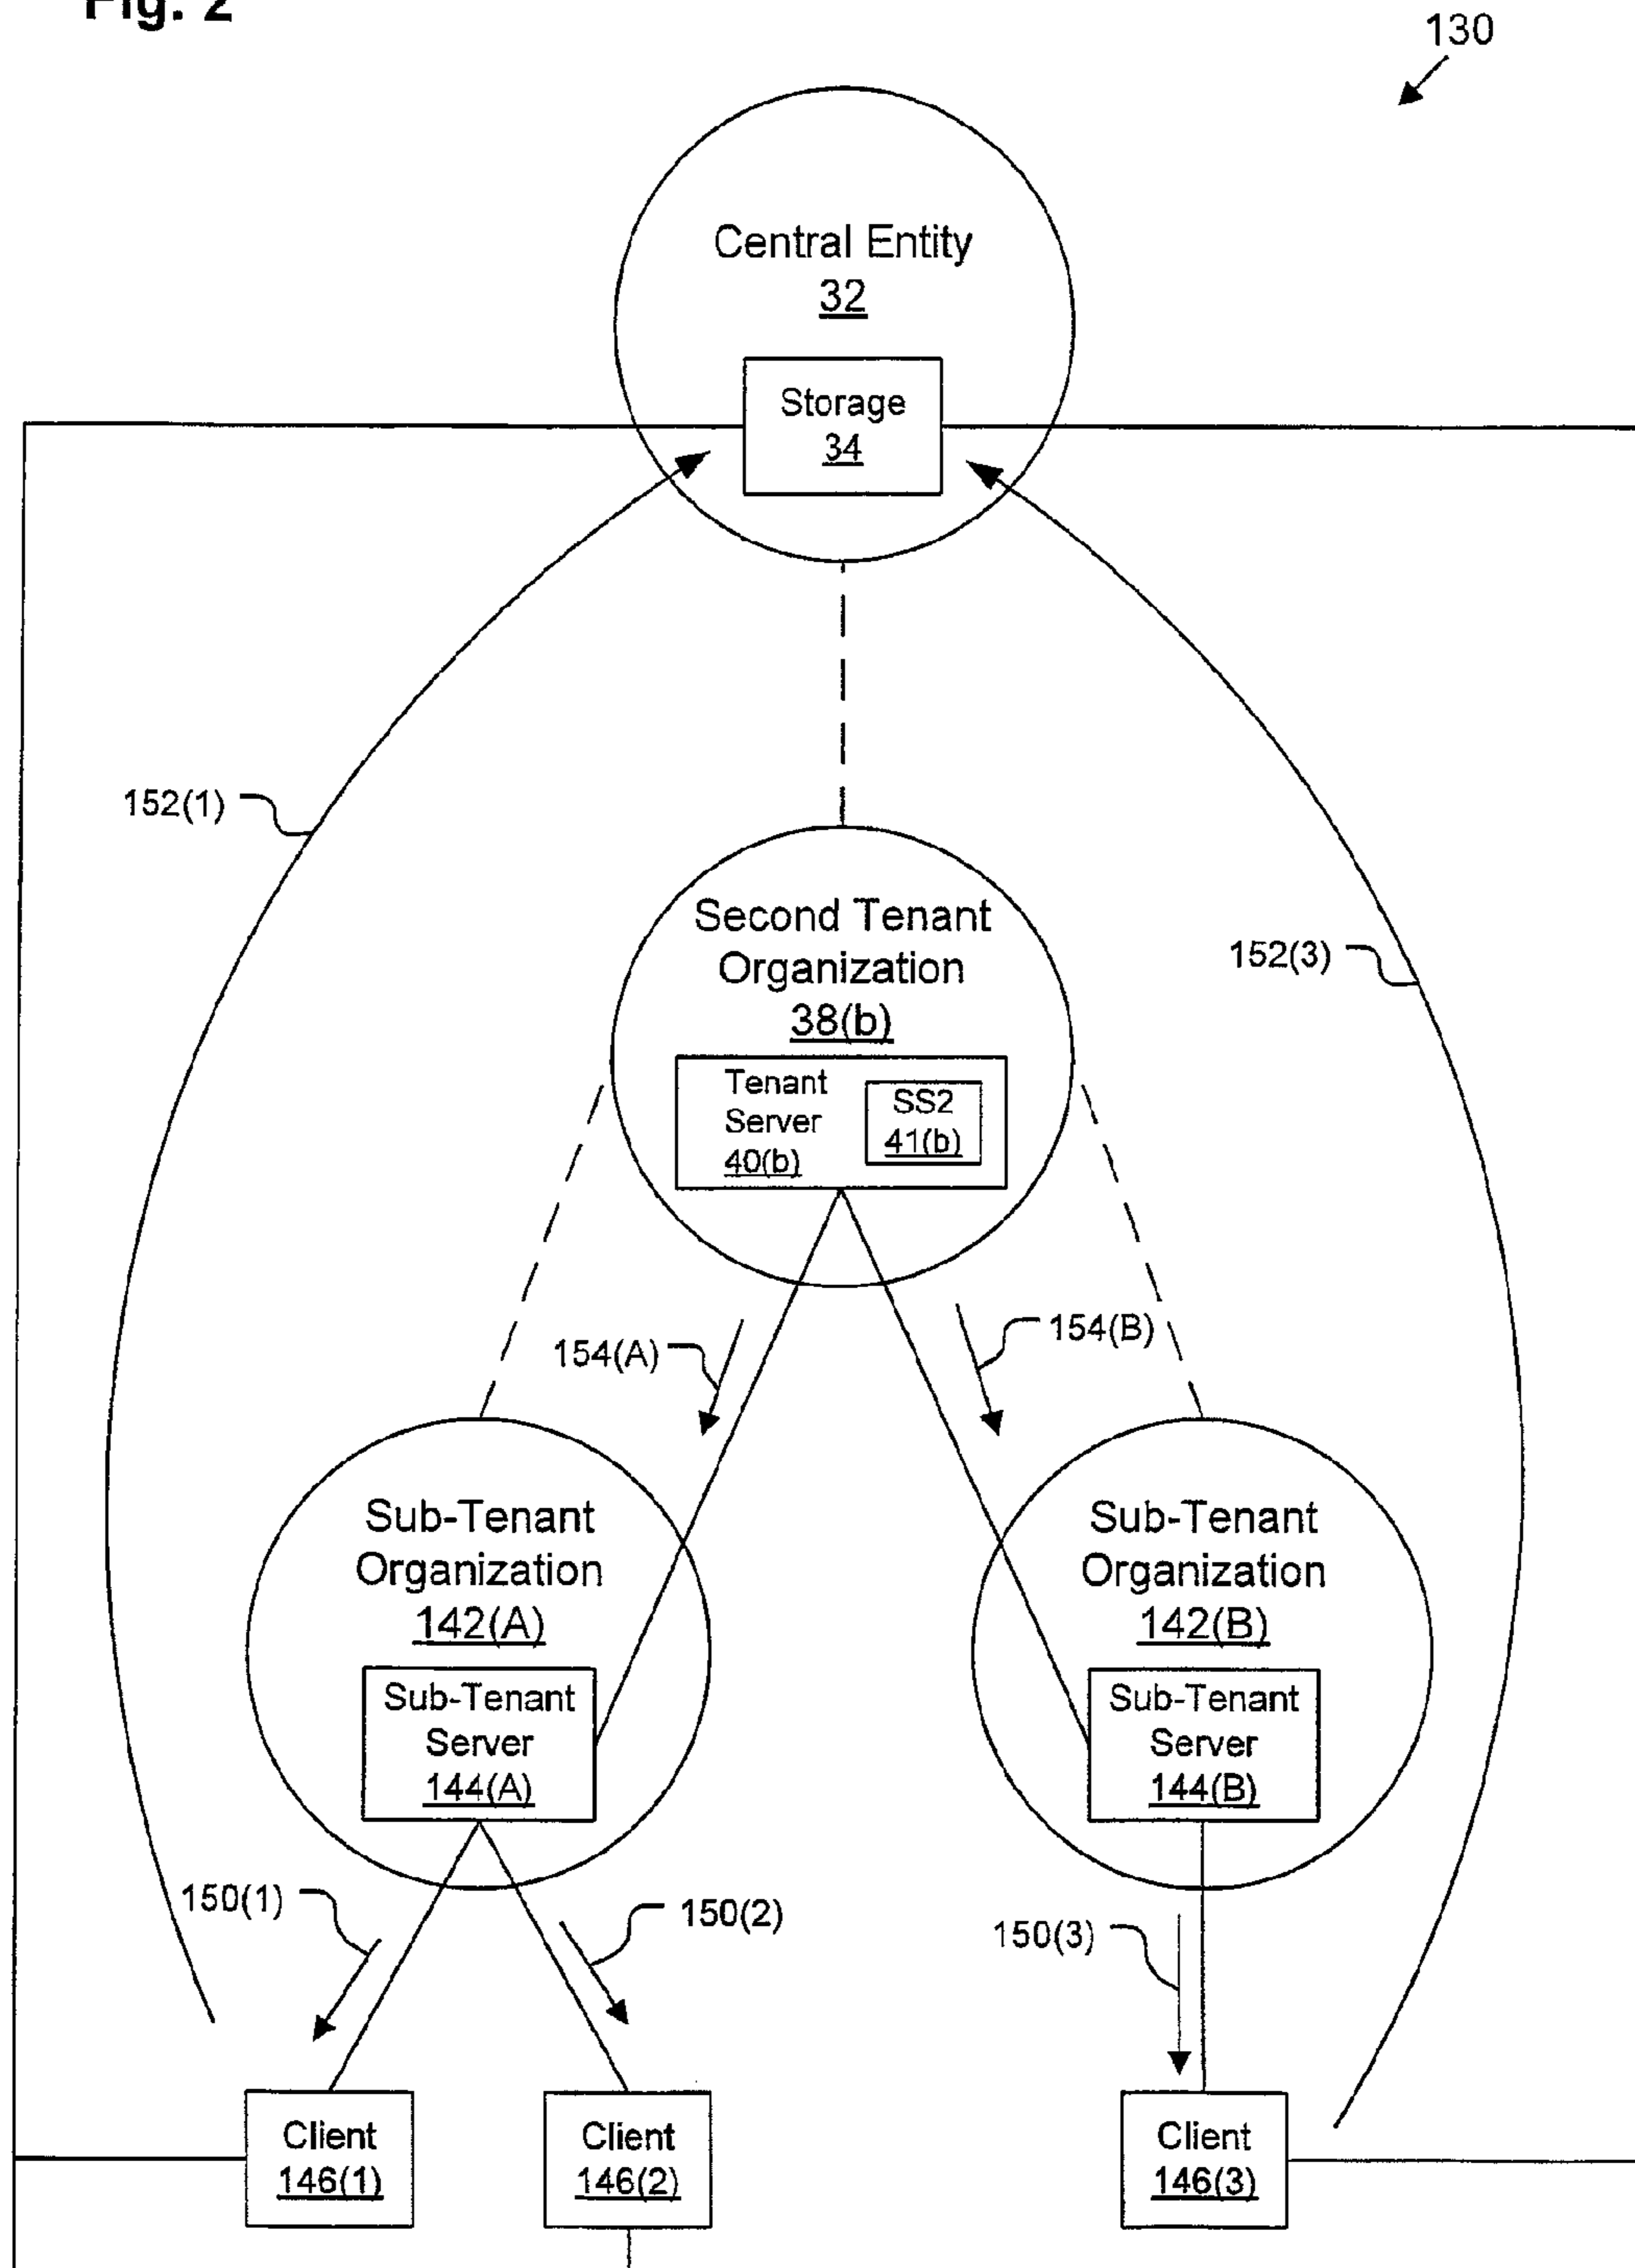 Fig. 2
130
Central Entity
32
Storage
34
152(1)
Second Tenant
Organization
38(b)
152(3)
Tenant
Server
40(b)
SS2
41(b)
154(A)
154(B)
Sub-Tenant
Organization
142(A)
Sub-Tenant
Server
144(A)
Sub-Tenant
Organization
142(B)
Sub-Tenant
Server
144(B)
150(1)
150(2)
150(3)
Client
146(1)
Client
146(2)
Client
146(3)